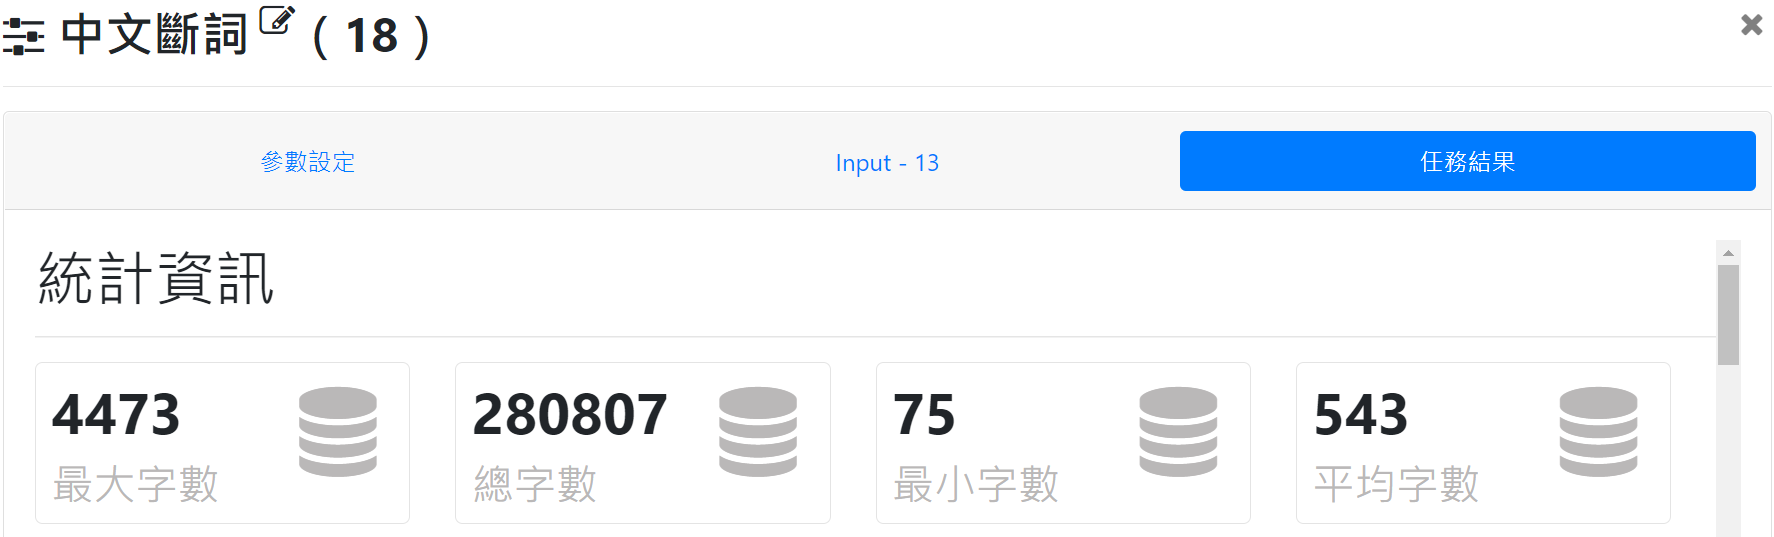 中文斷詞 ( 18 )
參數設定 Input - 13 任務結果
統計資訊
4473 280807 75 543
最大字數 總字數 最小字數 平均字數